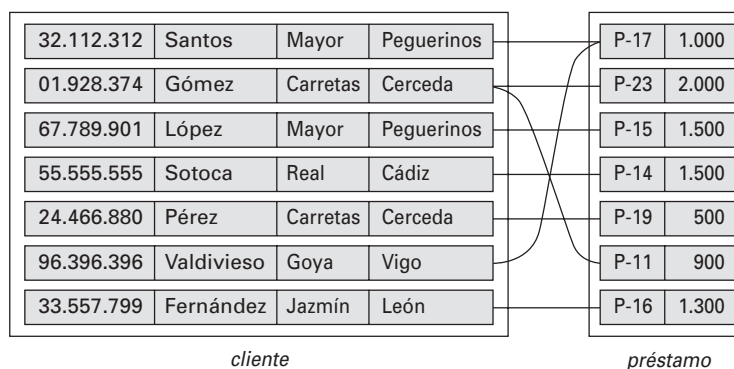 32.112.312 Santos Mayor Peguerinos P-17 1.000
01.928.374 Gómez Carretas Cerceda P-23 2.000
67.789.901 López Mayor Peguerinos P-15 1.500
55.555.555 Sotoca Real Cádiz P-14 1.500
24.466.880 Pérez Carretas Cerceda P-19 500
96.396.396 Valdivieso Goya Vigo P-11 900
33.557.799 Fernández Jazmín León P-16 1.300
cliente préstamo